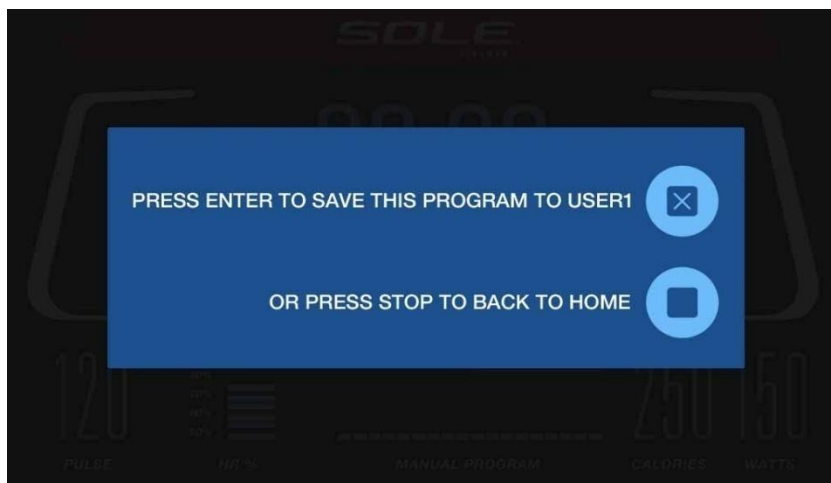 SOLE
PRESS ENTER TO SAVE THIS PROGRAM TO USER1
OR PRESS STOP TO BACK TO HOME
120
250
150
PULSE
HR %
MANUAL PROGRAM
CALORIES
WATTS